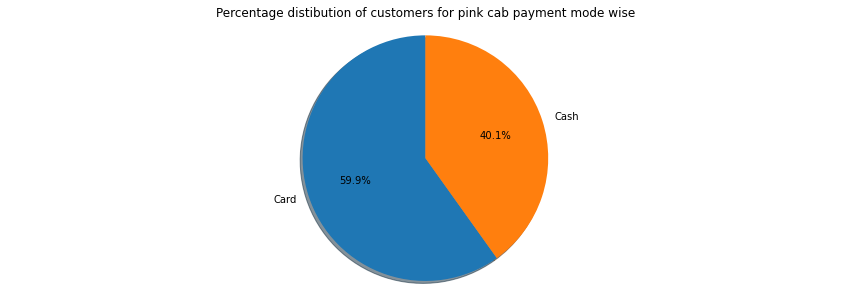 Percentage distibution of customers for pink cab payment mode wise
Cash
40.1%
59.9%
Card